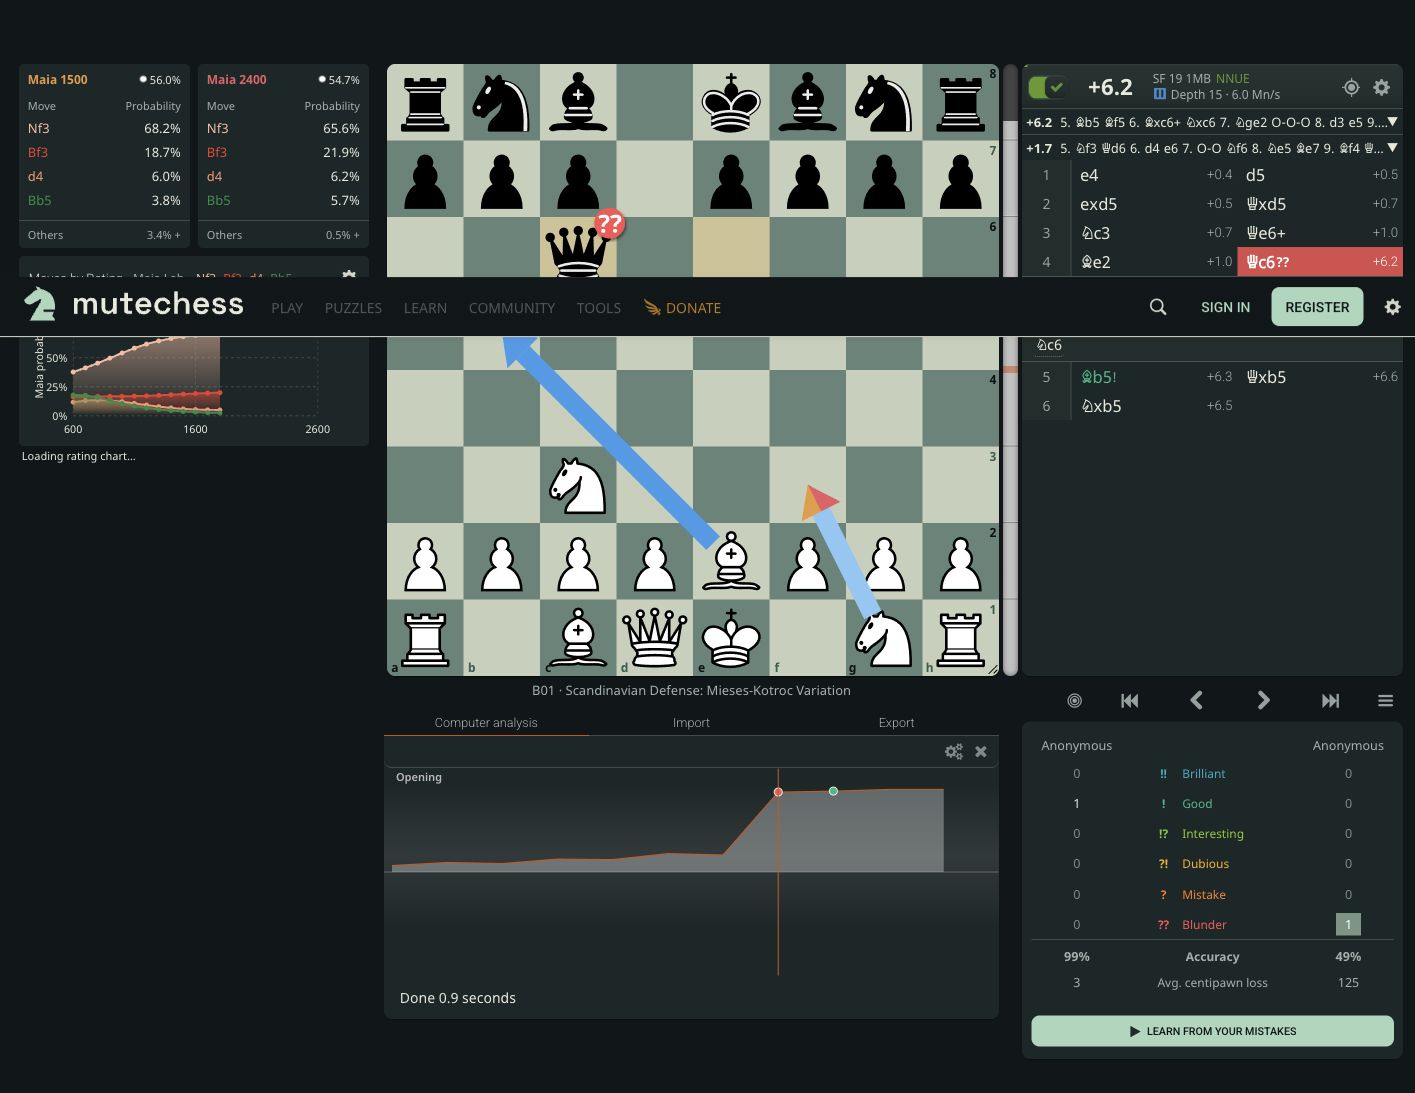 Maia 1500 56.0%
Move Probability
Nf3 68.2%
Bf3 18.7%
d4 6.0%
Bb5 3.8%
Others 3.4% +
Maia 2400 54.7%
Move Probability
Nf3 65.6%
Bf3 21.9%
d4 6.2%
Bb5 5.7%
Others 0.5% +
8
7
6
??
+6.2 SF 19 1MB NNUE
Depth 15 · 6.0 Mn/s
+6.2 5. ♗b5 ♗f5 6. ♗xc6+ ♘xc6 7. ♘ge2 O-O-O 8. d3 e5 9....
+1.7 5. ♘f3 ♕d6 6. d4 e6 7. O-O ♘f6 8. ♘e5 ♗e7 9. ♗f4 ♕...
1 e4 +0.4 d5 +0.5
2 exd5 +0.5 ♕xd5 +0.7
3 ♘c3 +0.7 ♕e6+ +1.0
4 ♗e2 +1.0 ♕c6?? +6.2
mutechess PLAY PUZZLES LEARN COMMUNITY TOOLS DONATE SIGN IN REGISTER
♘c6
5 ♗b5! +6.3 ♕xb5 +6.6
6 ♘xb5 +6.5
50%
25%
0%
600 1600 2600
Loading rating chart...
4
3
2
1
a b c d e f g h
B01 · Scandinavian Defense: Mieses-Kotroc Variation
Computer analysis Import Export
Opening
Done 0.9 seconds
Anonymous Anonymous
0 !! Brilliant 0
1 ! Good 0
0 !? Interesting 0
0 ?! Dubious 0
0 ? Mistake 0
0 ?? Blunder 1
99% Accuracy 49%
3 Avg. centipawn loss 125
LEARN FROM YOUR MISTAKES